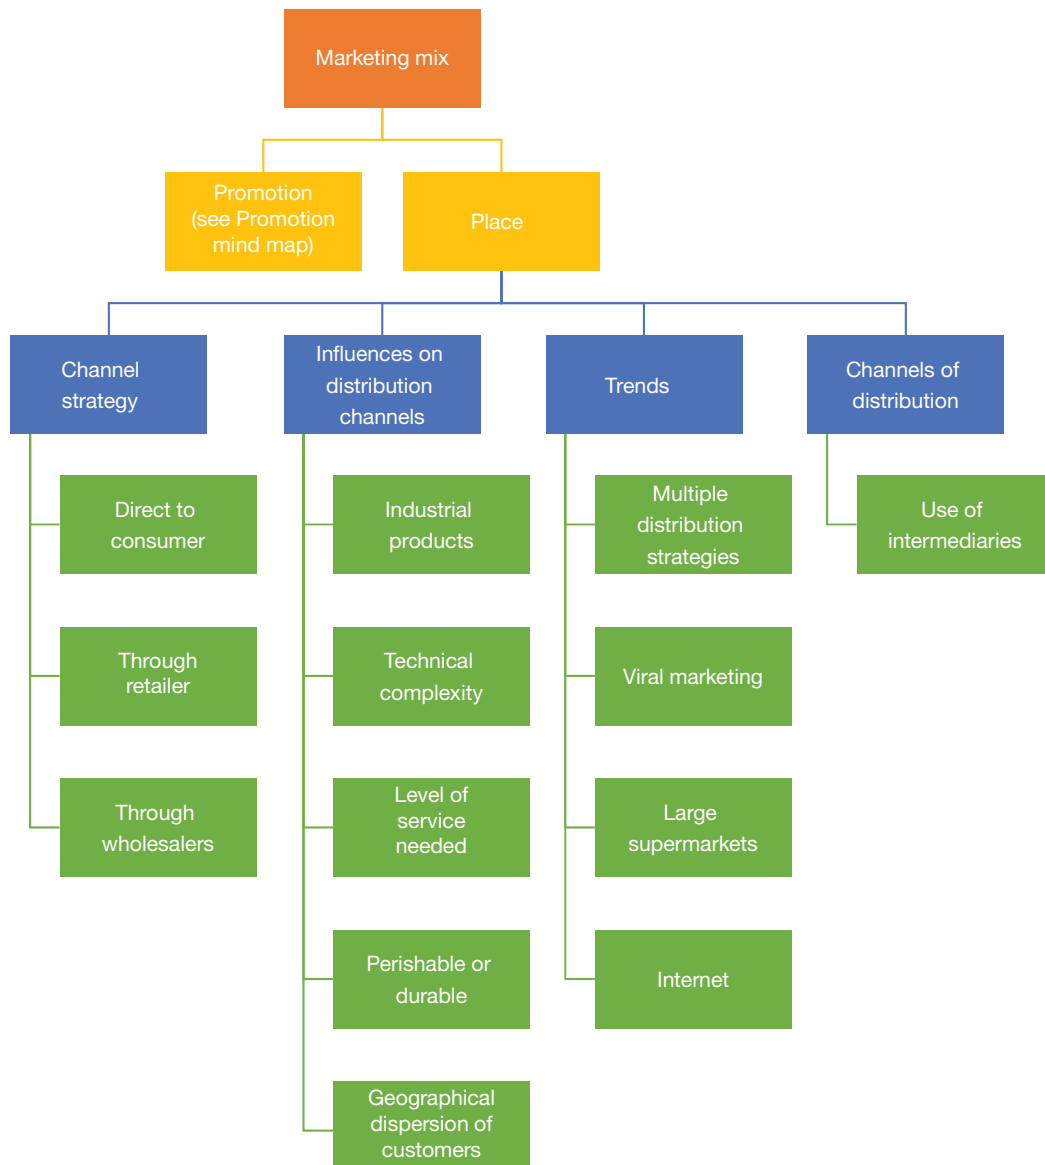 Marketing mix
Promotion
(see Promotion
mind map)
Place
Channel
strategy
Influences on
distribution
channels
Trends
Channels of
distribution
Direct to
consumer
Through
retailer
Through
wholesalers
Industrial
products
Technical
complexity
Level of
service
needed
Perishable or
durable
Geographical
dispersion of
customers
Multiple
distribution
strategies
Viral marketing
Large
supermarkets
Internet
Use of
intermediaries